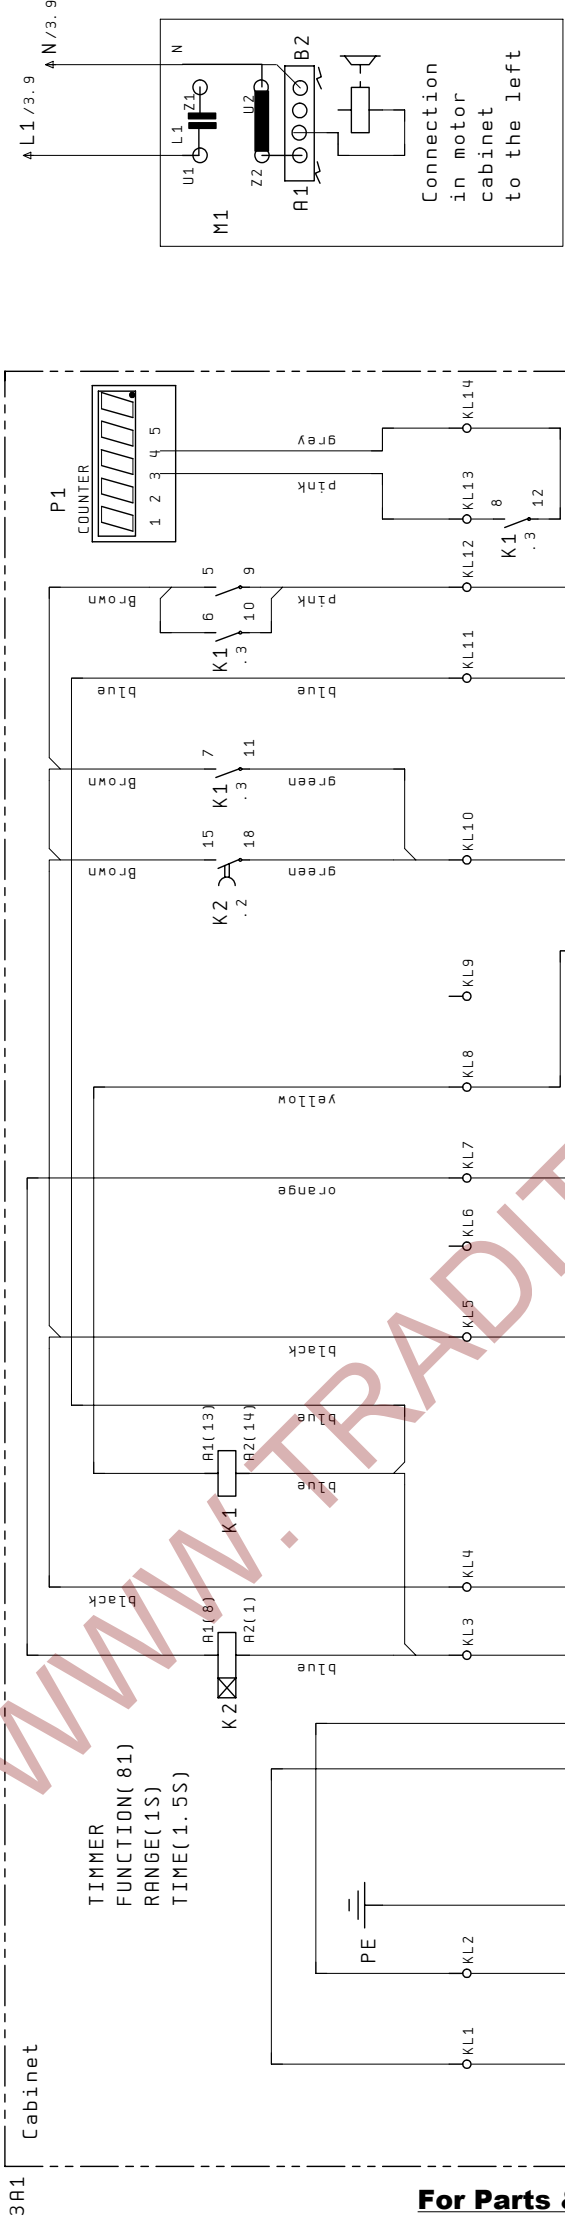 3A1
Cabinet
TIMMER
FUNCTION(81)
RANGE(1S)
TIME(1.5S)
PE
KL1
KL2
K2
A1(8)
A2(1)
black
blue
KL3
KL4
K1
A1(13)
A2(14)
blue
blue
black
KL5
KL6
orange
KL7
yellow
KL8
KL9
K2
.2
15
18
Brown
green
KL10
K1
.3
7
11
Brown
green
blue
blue
KL11
K1
.3
6
10
5
9
Brown
pink
KL12
P1
COUNTER
1 2 3 4 5
pink
grey
KL13
KL14
K1
.3
8
12
L1/3.9
N/3.9
M1
U1
L1
Z1
N
Z2
U2
A1
B2
Connection
in motor
cabinet
to the left
WWW.TRADIT
For Parts